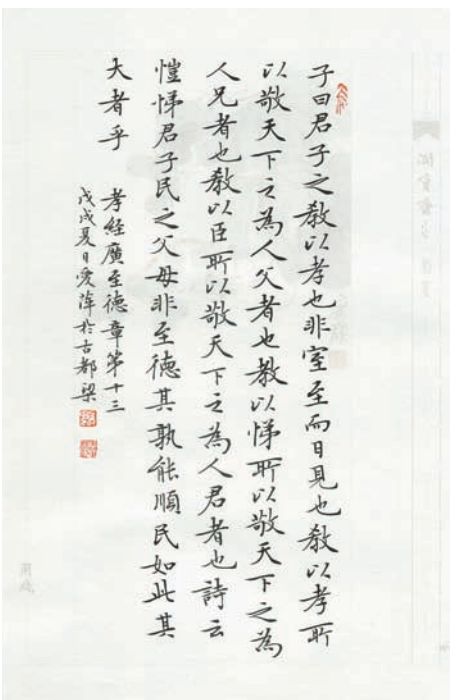 子曰君子之教以孝也非室至而日見也教以孝所
以敬天下之為人父者也教以悌所以敬天下之為
人兄者也教以臣所以敬天下之為人君者也詩云
愷悌君子民之父母非至德其孰能順民如此其
大者乎
孝經廣至德章第十三
戊戌夏日愛萍於古都梁